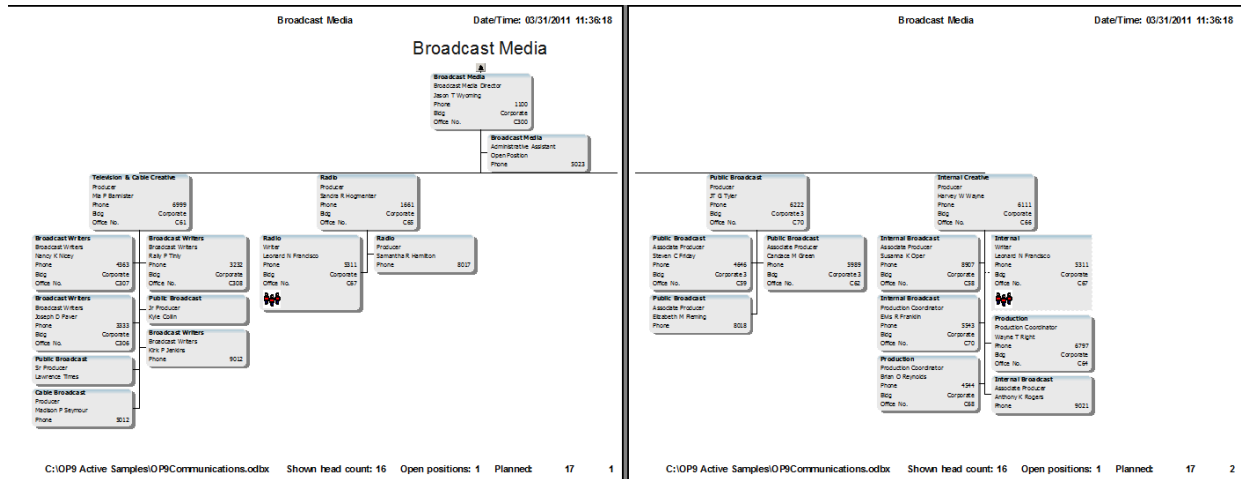 Broadcast Media Date/Time: 03/31/2011 11:36:18
Broadcast Media
Broadcast Media
Broadcast Media Director
Jason T Wyoming
Phone 1100
Bldg Corporate
Office No. C300
Broadcast Media
Administrative Assistant
Open Position
Phone 5023
Television & Cable Creative
Producer
Mia P Bannister
Phone 6999
Bldg Corporate
Office No. C61
Radio
Producer
Sandra R Hogmenter
Phone 1661
Bldg Corporate
Office No. C65
Broadcast Writers
Broadcast Writers
Nancy K Nicey
Phone 4363
Bldg Corporate
Office No. C307
Broadcast Writers
Broadcast Writers
Rally P Tinly
Phone 3232
Bldg Corporate
Office No. C308
Radio
Writer
Leonard N Francisco
Phone 5311
Bldg Corporate
Office No. C67
Radio
Producer
Samantha R Hamilton
Phone 8017
Broadcast Writers
Broadcast Writers
Joseph D Paver
Phone 3333
Bldg Corporate
Office No. C306
Public Broadcast
Jr Producer
Kyle Collin
Broadcast Writers
Broadcast Writers
Kirk P Jenkins
Phone 9012
Public Broadcast
Sr Producer
Lawrence Times
Cable Broadcast
Producer
Madison P Seymour
Phone 5012
C:\OP9 Active Samples\OP9Communications.odbx Shown head count: 16 Open positions: 1 Planned: 17 1
Broadcast Media Date/Time: 03/31/2011 11:36:18
Public Broadcast
Producer
JT G Tyler
Phone 6222
Bldg Corporate 3
Office No. C70
Internal Creative
Producer
Harvey W Wayne
Phone 6111
Bldg Corporate
Office No. C66
Public Broadcast
Associate Producer
Steven C Friday
Phone 4646
Bldg Corporate 3
Office No. C39
Public Broadcast
Associate Producer
Candace M Green
Phone 3989
Bldg Corporate 3
Office No. C62
Internal Broadcast
Associate Producer
Susanna K Oper
Phone 8907
Bldg Corporate
Office No. C58
Internal
Writer
Leonard N Francisco
Phone 5311
Bldg Corporate
Office No. C67
Public Broadcast
Associate Producer
Elizabeth M Fleming
Phone 8018
Internal Broadcast
Production Coordinator
Elvis R Franklin
Phone 3543
Bldg Corporate
Office No. C70
Production
Production Coordinator
Wayne T Right
Phone 6797
Bldg Corporate
Office No. C64
Production
Production Coordinator
Brian O Reynolds
Phone 4544
Bldg Corporate
Office No. C68
Internal Broadcast
Associate Producer
Anthony K Rogers
Phone 9021
C:\OP9 Active Samples\OP9Communications.odbx Shown head count: 16 Open positions: 1 Planned: 17 2